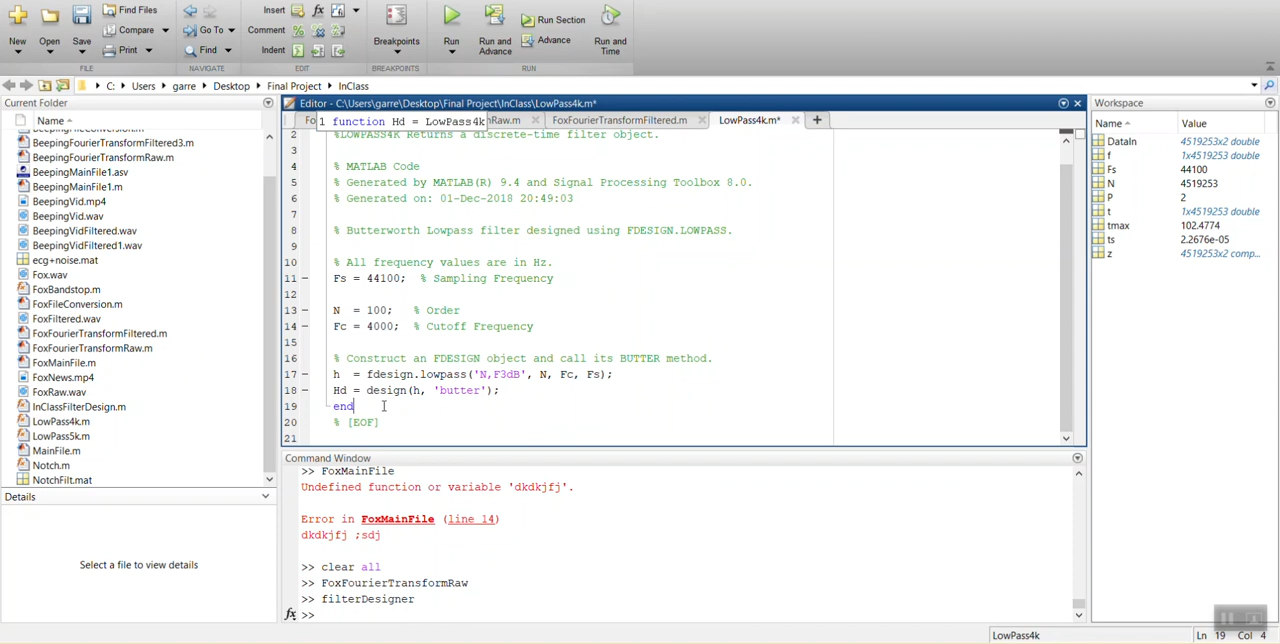 Find Files
Insert fx
Compare
Go To
Comment
Print
Find
Indent
New Open Save
Breakpoints
Run Run and Advance
Run Section
Advance
Run and Time
FILE NAVIGATE EDIT BREAKPOINTS RUN
C: Users garre Desktop Final Project InClass
Current Folder
Name
BeepingFourierTransformFiltered3.m
BeepingFourierTransformRaw.m
BeepingMainFile1.asv
BeepingMainFile1.m
BeepingVid.mp4
BeepingVid.wav
BeepingVidFiltered.wav
BeepingVidFiltered1.wav
ecg+noise.mat
Fox.wav
FoxBandstop.m
FoxFileConversion.m
FoxFiltered.wav
FoxFourierTransformFiltered.m
FoxFourierTransformRaw.m
FoxMainFile.m
FoxNews.mp4
FoxRaw.wav
InClassFilterDesign.m
LowPass4k.m
LowPass5k.m
MainFile.m
Notch.m
NotchFilt.mat
Details
Select a file to view details
Editor - C:\Users\garre\Desktop\Final Project\InClass\LowPass4k.m*
Fo
nRaw.m
FoxFourierTransformFiltered.m
LowPass4k.m*
1 function Hd = LowPass4k
2 %LOWPASS4K Returns a discrete-time filter object.
3
4 % MATLAB Code
5 % Generated by MATLAB(R) 9.4 and Signal Processing Toolbox 8.0.
6 % Generated on: 01-Dec-2018 20:49:03
7
8 % Butterworth Lowpass filter designed using FDESIGN.LOWPASS.
9
10 % All frequency values are in Hz.
11 Fs = 44100; % Sampling Frequency
12
13 N = 100; % Order
14 Fc = 4000; % Cutoff Frequency
15
16 % Construct an FDESIGN object and call its BUTTER method.
17 h = fdesign.lowpass('N,F3dB', N, Fc, Fs);
18 Hd = design(h, 'butter');
19 end
20 % [EOF]
21
Command Window
>> FoxMainFile
Undefined function or variable 'dkdkjfj'.
Error in FoxMainFile (line 14)
dkdkjfj ;sdj
>> clear all
>> FoxFourierTransformRaw
>> filterDesigner
fx >>
Workspace
Name Value
DataIn 4519253x2 double
f 1x4519253 double
Fs 44100
N 4519253
P 2
t 1x4519253 double
tmax 102.4774
ts 2.2676e-05
z 4519253x2 comp...
LowPass4k
Ln 19 Col 4